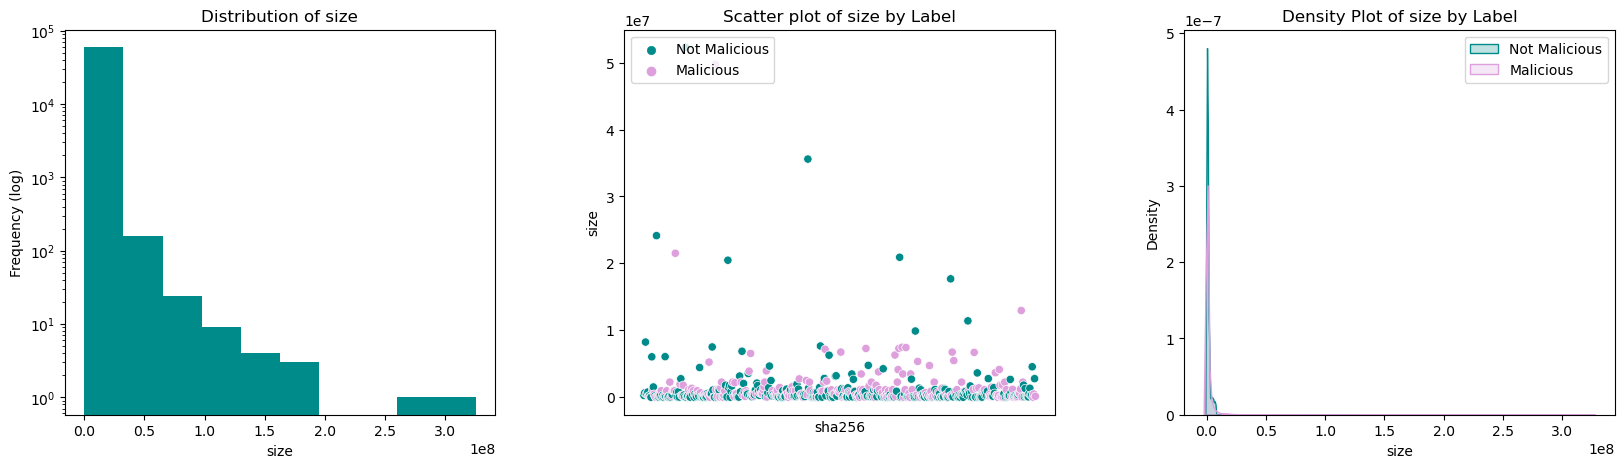 Distribution of size
Frequency (log)
10^5
10^4
10^3
10^2
10^1
10^0
0.0 0.5 1.0 1.5 2.0 2.5 3.0
size
1e8
Scatter plot of size by Label
1e7
Not Malicious
Malicious
size
5
4
3
2
1
0
sha256
Density Plot of size by Label
1e-7
Not Malicious
Malicious
Density
5
4
3
2
1
0
0.0 0.5 1.0 1.5 2.0 2.5 3.0
size
1e8